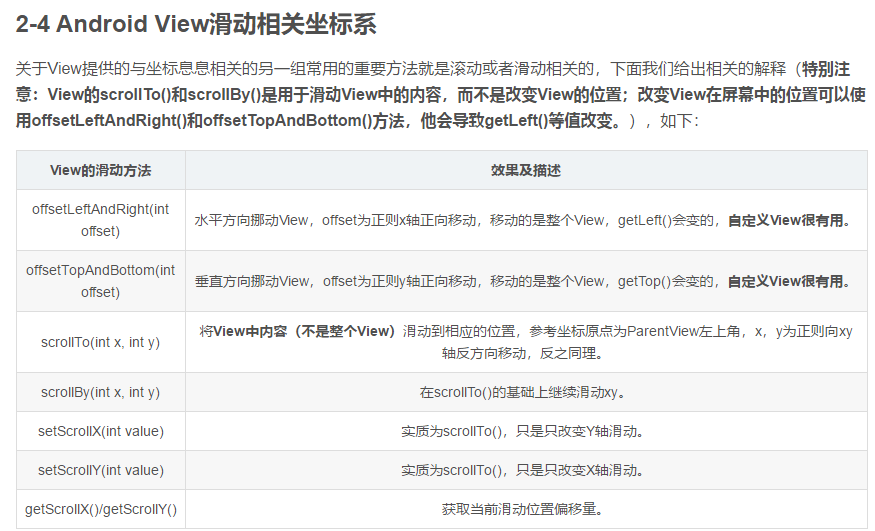 2-4 Android View滑动相关坐标系
关于View提供的与坐标息息相关的另一组常用的重要方法就是滚动或者滑动相关的，下面我们给出相关的解释（特别注
意：View的scrollTo()和scrollBy()是用于滑动View中的内容，而不是改变View的位置；改变View在屏幕中的位置可以使
用offsetLeftAndRight()和offsetTopAndBottom()方法，他会导致getLeft()等值改变。），如下：
View的滑动方法
效果及描述
offsetLeftAndRight(int
offset)
水平方向挪动View，offset为正则x轴正向移动，移动的是整个View，getLeft()会变的，自定义View很有用。
offsetTopAndBottom(int
offset)
垂直方向挪动View，offset为正则y轴正向移动，移动的是整个View，getTop()会变的，自定义View很有用。
scrollTo(int x, int y)
将View中内容（不是整个View）滑动到相应的位置，参考坐标原点为ParentView左上角，x，y为正则向xy
轴反方向移动，反之同理。
scrollBy(int x, int y)
在scrollTo()的基础上继续滑动xy。
setScrollX(int value)
实质为scrollTo()，只是只改变Y轴滑动。
setScrollY(int value)
实质为scrollTo()，只是只改变X轴滑动。
getScrollX()/getScrollY()
获取当前滑动位置偏移量。